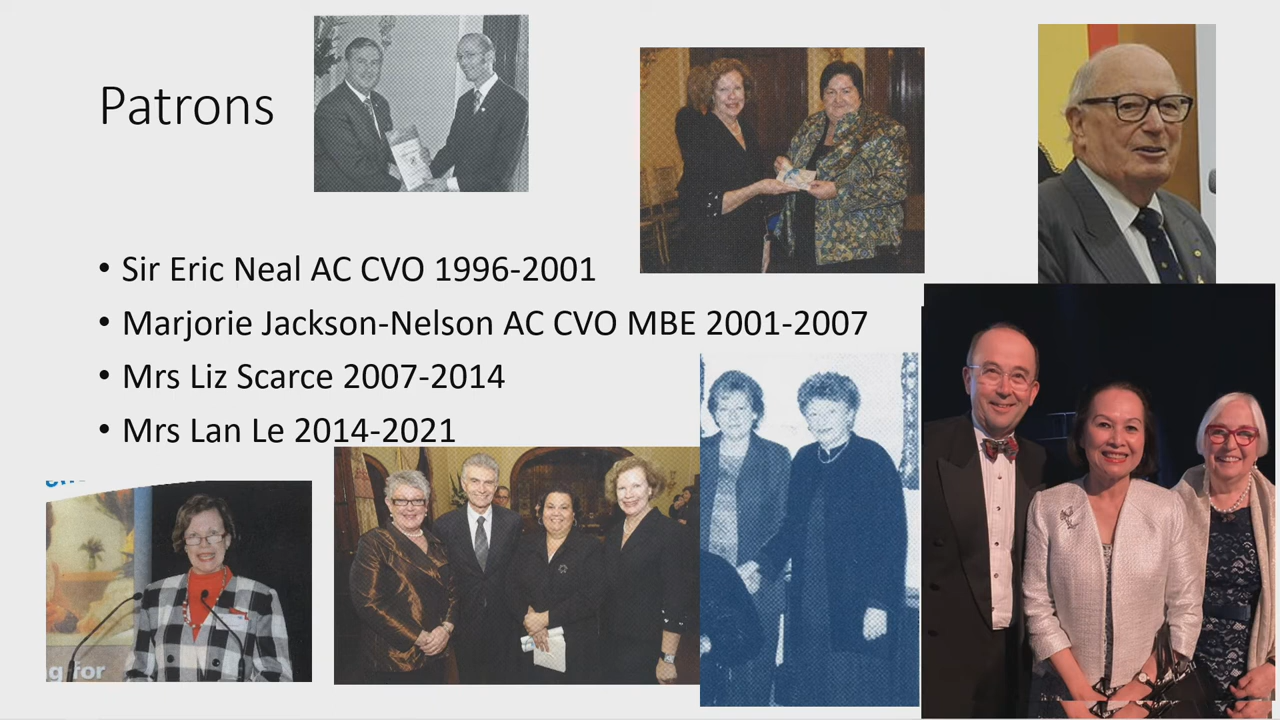 Patrons
• Sir Eric Neal AC CVO 1996-2001
• Marjorie Jackson-Nelson AC CVO MBE 2001-2007
• Mrs Liz Scarce 2007-2014
• Mrs Lan Le 2014-2021
g for